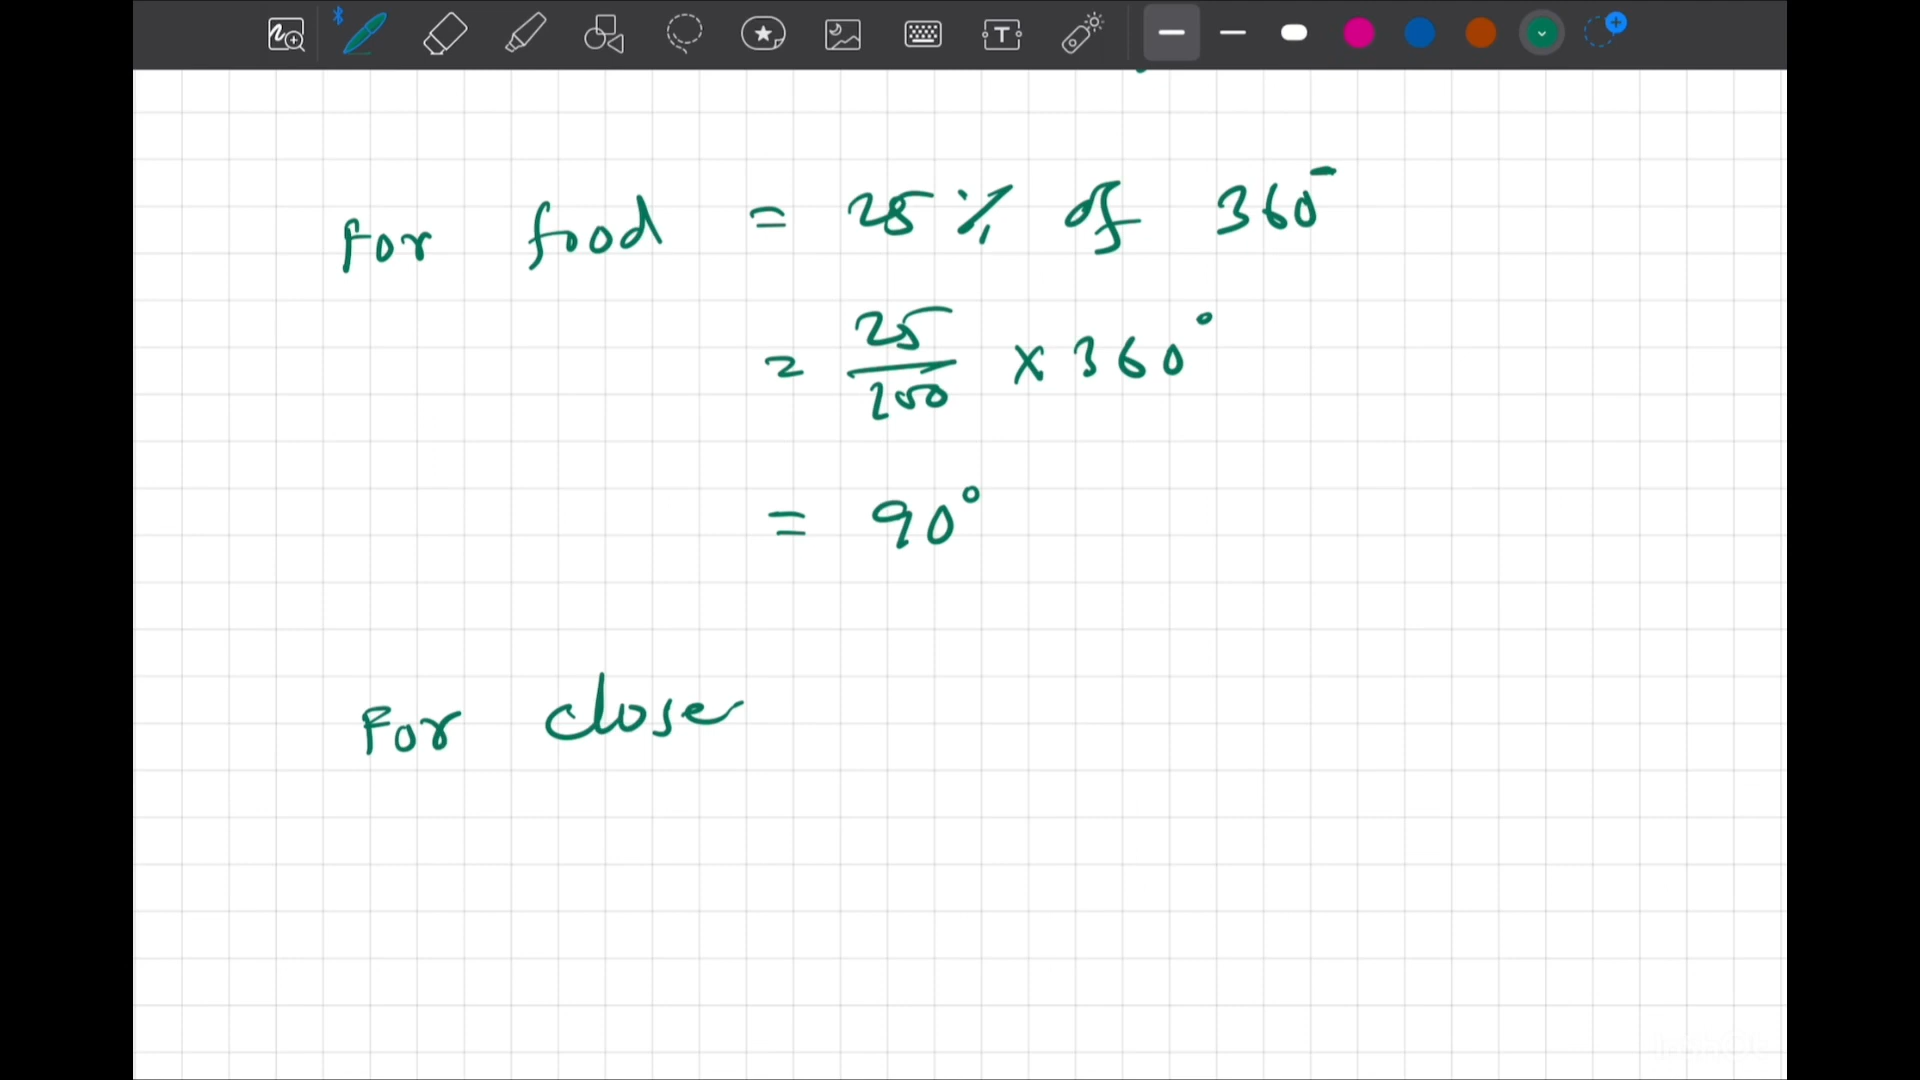 For food = 25% of 360°
= 25/100 × 360°
= 90°
For close